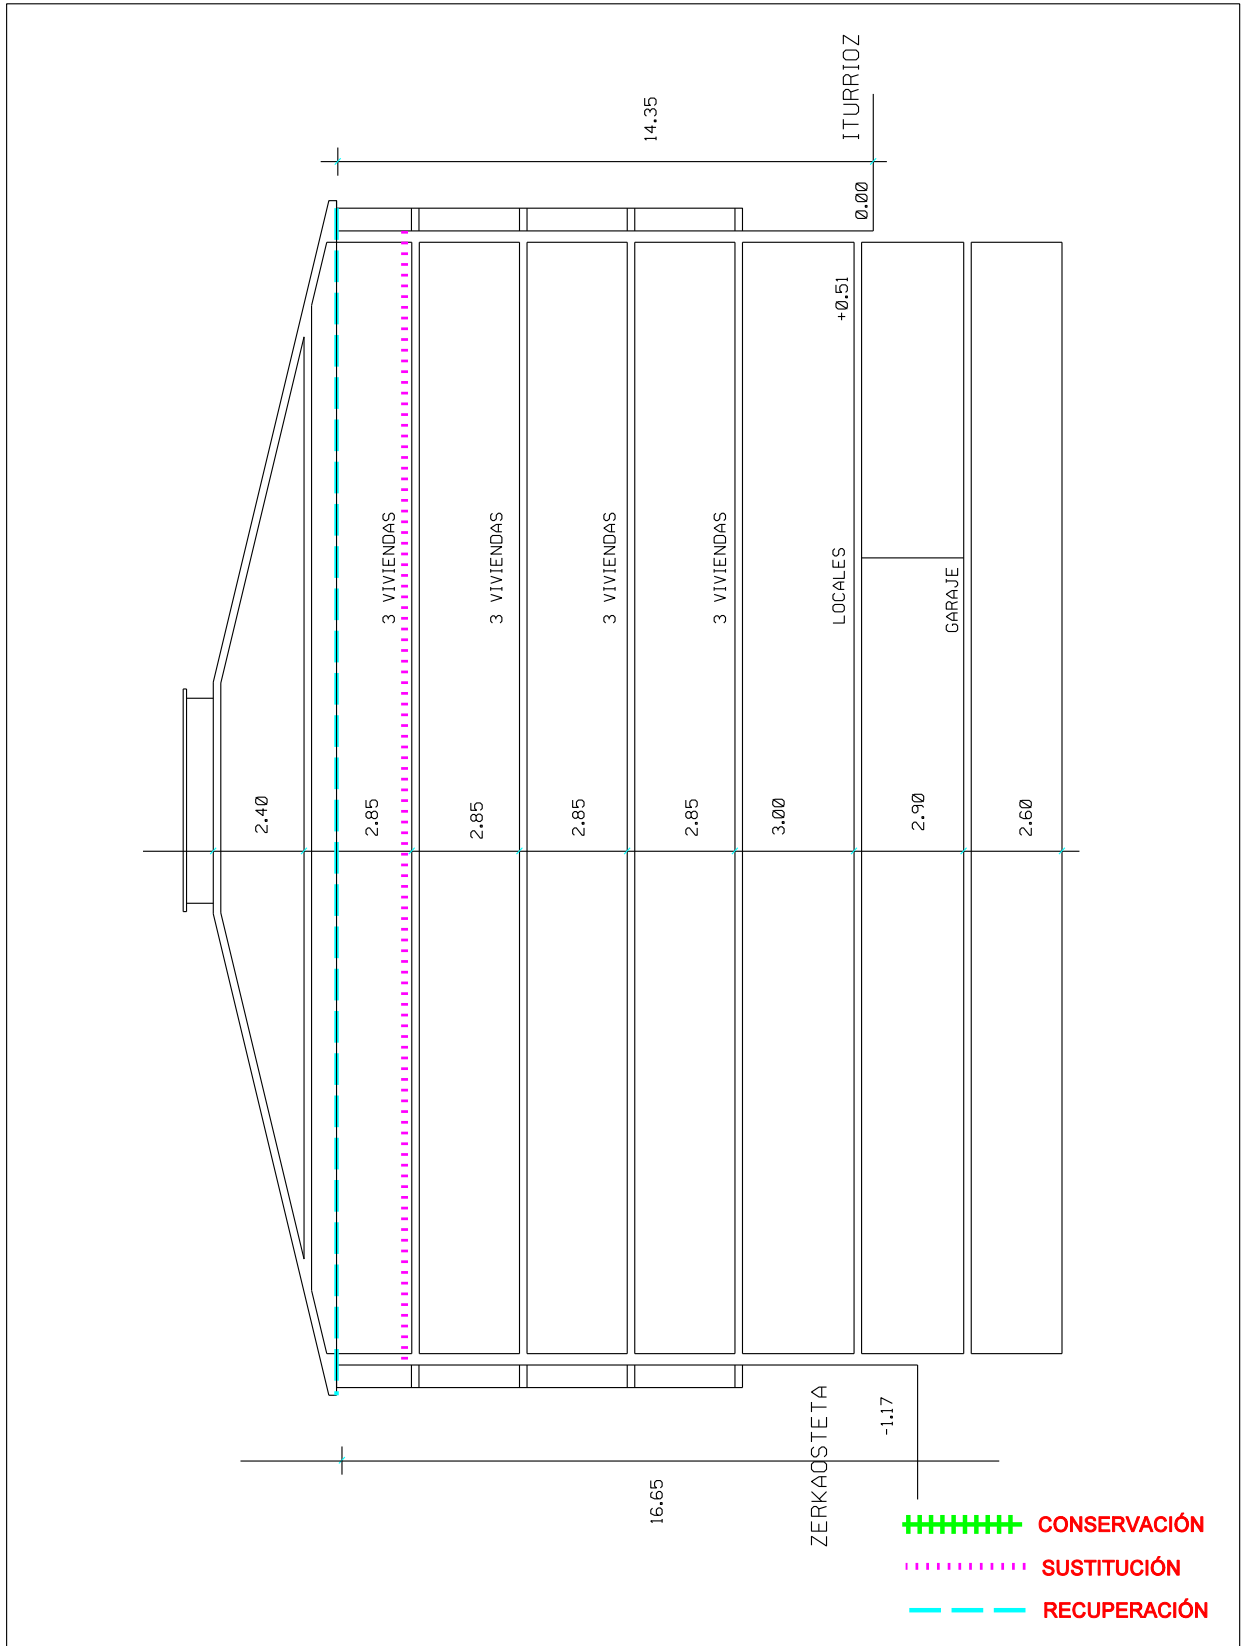 ITURRIOZ
14.35
0.00
+0.51
3 VIVIENDAS
3 VIVIENDAS
3 VIVIENDAS
3 VIVIENDAS
LOCALES
GARAJE
2.40
2.85
2.85
2.85
2.85
3.00
2.90
2.60
ZERKAOSTETA
-1.17
16.65
CONSERVACIÓN
SUSTITUCIÓN
RECUPERACIÓN